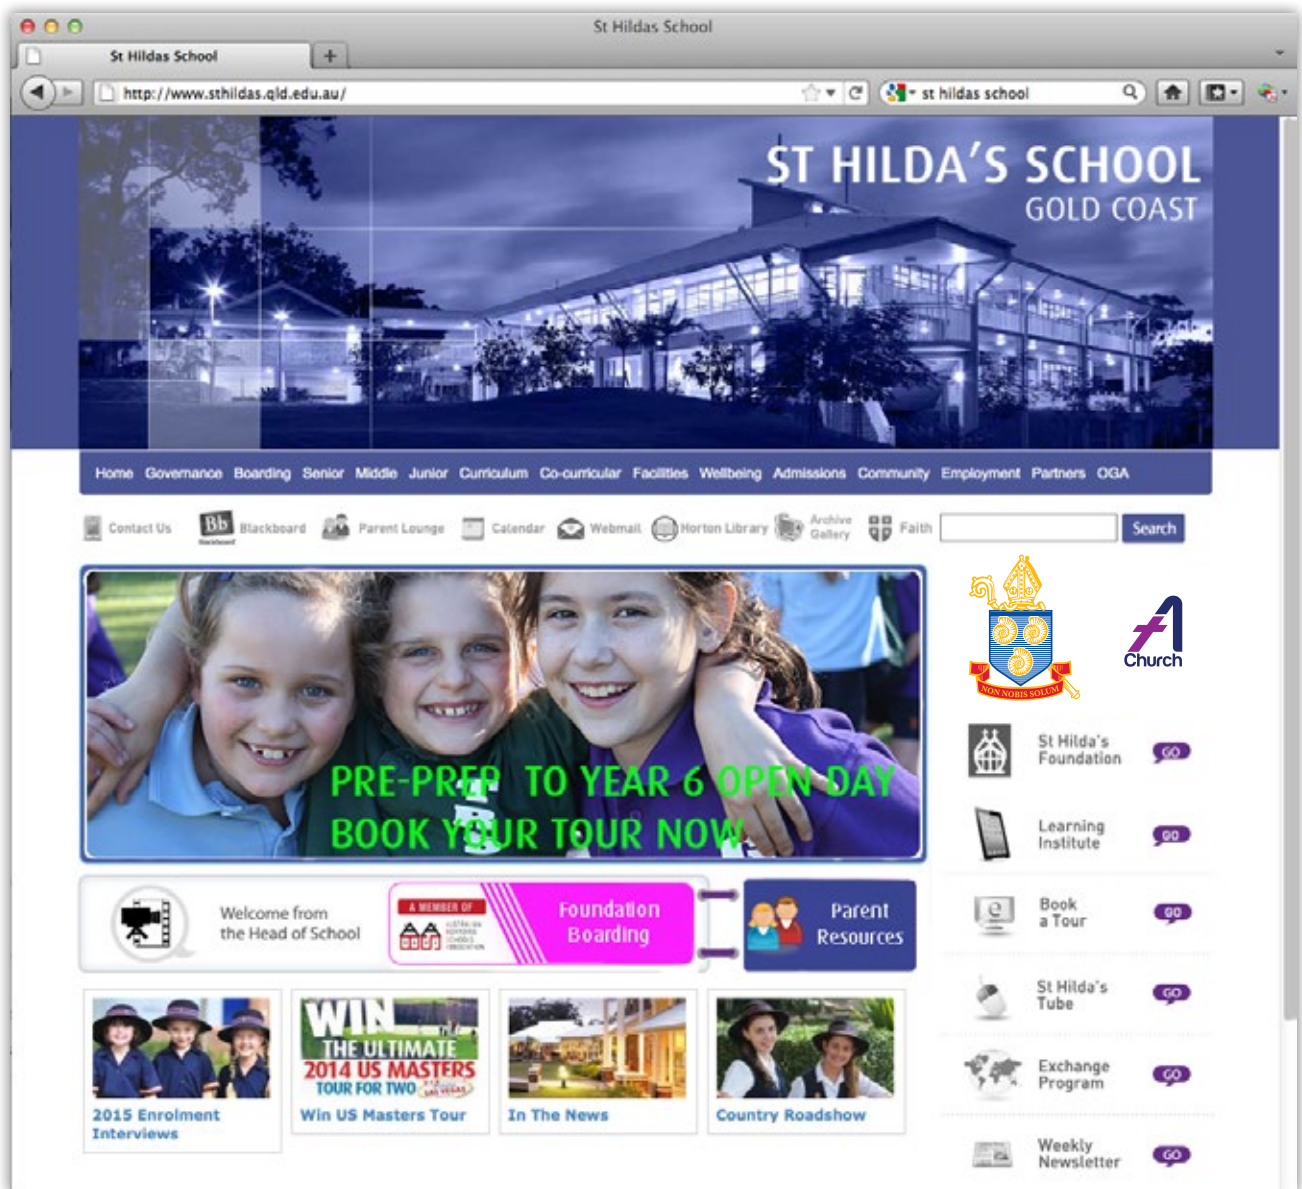 St Hildas School
St Hildas School
http://www.sthildas.qld.edu.au/
st hildas school
ST HILDA'S SCHOOL
GOLD COAST
Home Governance Boarding Senior Middle Junior Curriculum Co-curricular Facilities Wellbeing Admissions Community Employment Partners OGA
Contact Us
Bb
Blackboard
Parent Lounge
Calendar
Webmail
Horton Library
Archive
Gallery
Faith
Search
NON NOBIS SOLUM
Church
PRE-PREP TO YEAR 6 OPEN DAY
BOOK YOUR TOUR NOW
St Hilda's
Foundation
GO
Learning
Institute
GO
Book
a Tour
GO
St Hilda's
Tube
GO
Exchange
Program
GO
Weekly
Newsletter
GO
Welcome from
the Head of School
A MEMBER OF
Foundation
Boarding
Parent
Resources
WIN
THE ULTIMATE
2014 US MASTERS
TOUR FOR TWO
LAS VEGAS
2015 Enrolment
Interviews
Win US Masters Tour
In The News
Country Roadshow